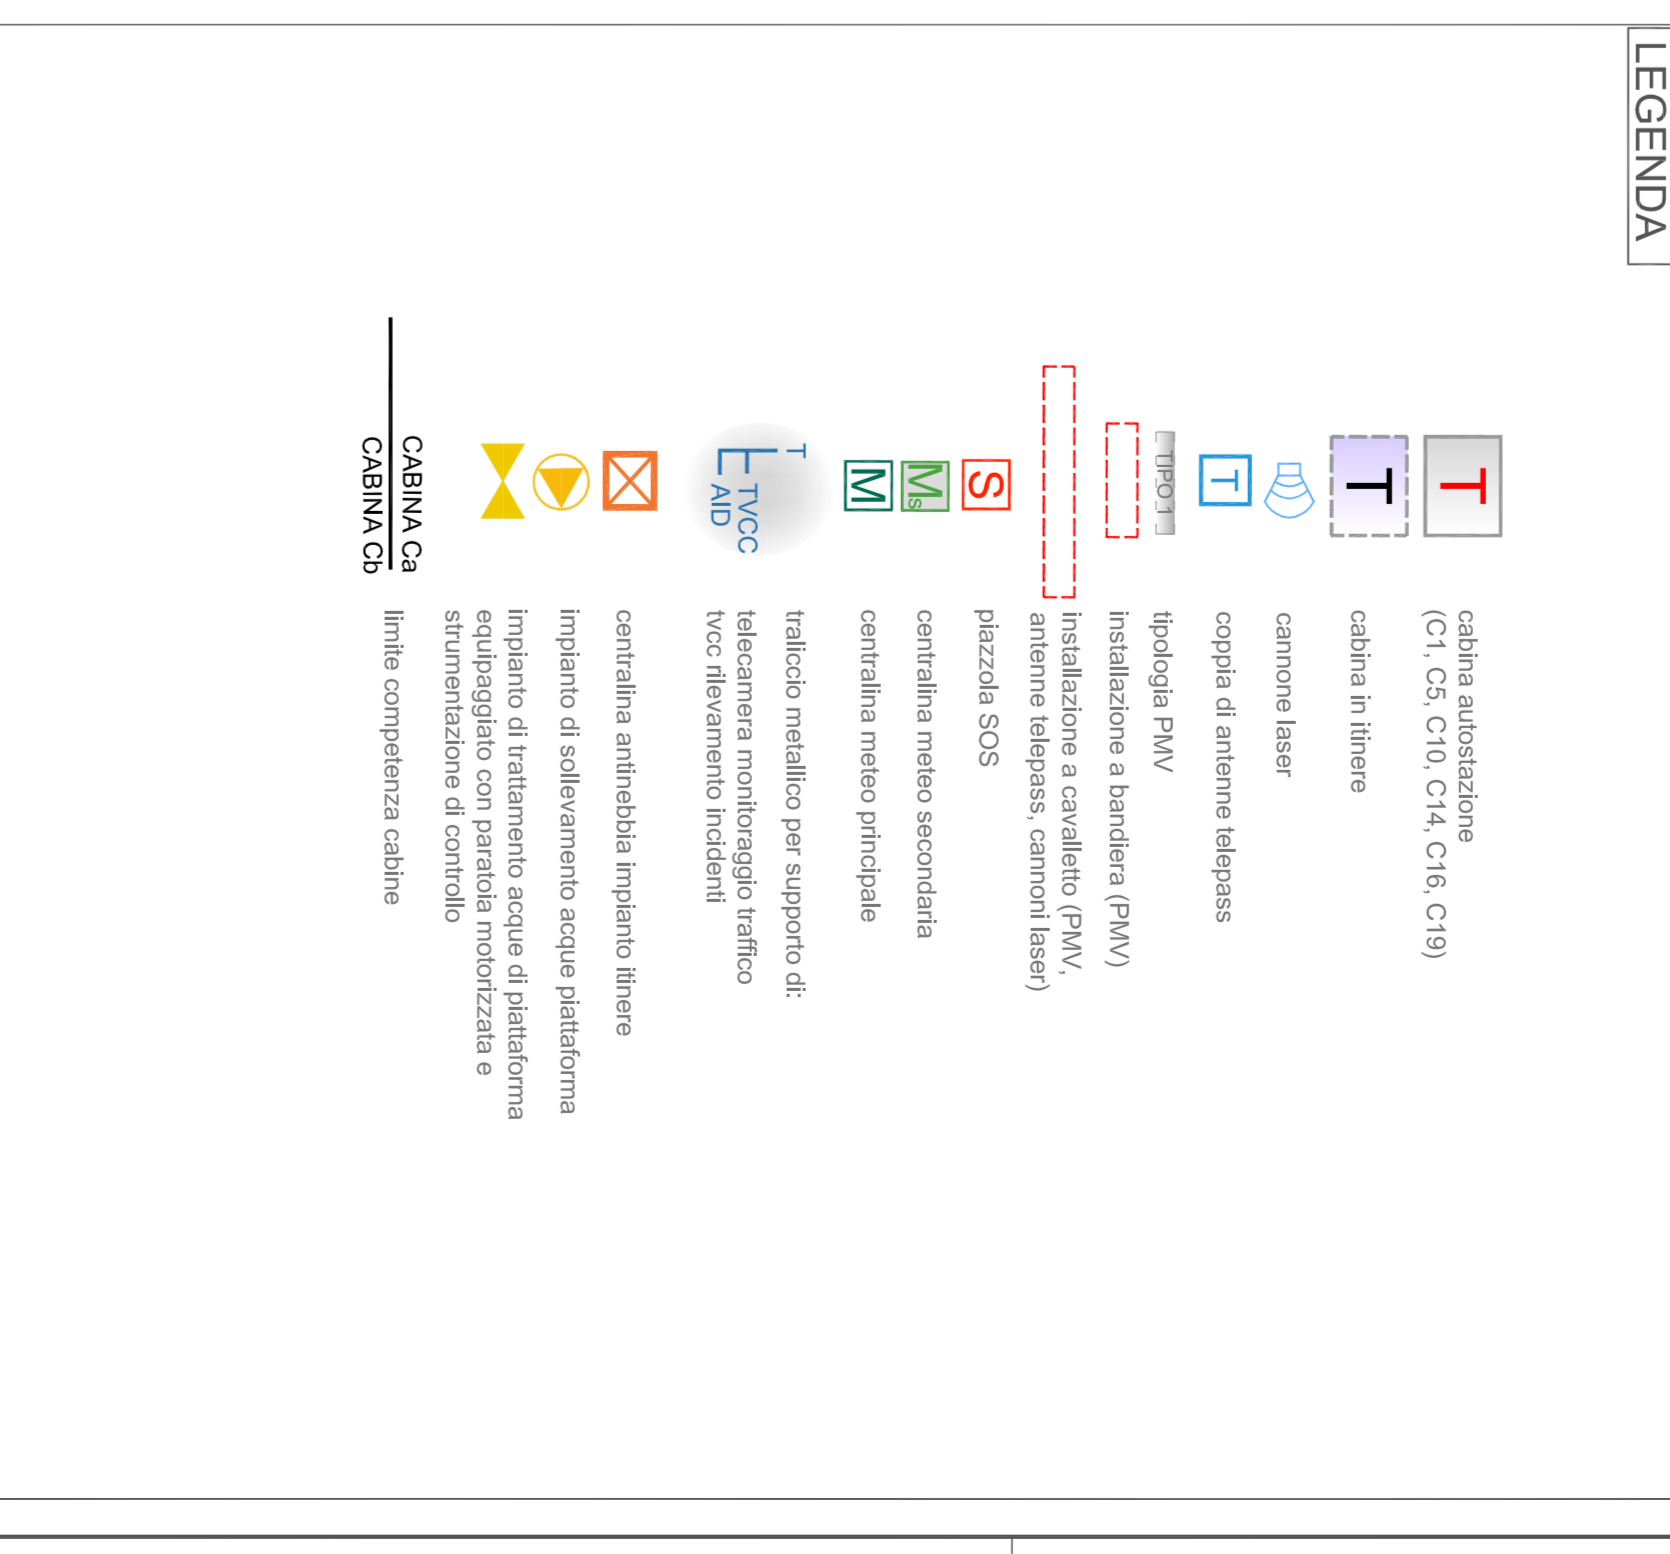 LEGENDA
T
cabina autostazione
(C1, C5, C10, C14, C16, C19)
T
cabina in itinere
cannone laser
T
coppia di antenne telepass
TIPO 1
tipologia PMV
installazione a bandiera (PMV)
installazione a cavalletto (PMV,
antenne telepass, cannoni laser)
S
piazzola SOS
Ms
centralina meteo secondaria
M
centralina meteo principale
T
traliccio metallico per supporto di:
TVCC
telecamera monitoraggio traffico
AID
tvcc rilevamento incidenti
centralina antinebbia impianto itinere
impianto di sollevamento acque piattaforma
impianto di trattamento acque di piattaforma
equipaggiato con paratoia motorizzata e
strumentazione di controllo
CABINA Ca
CABINA Cb
limite competenza cabine